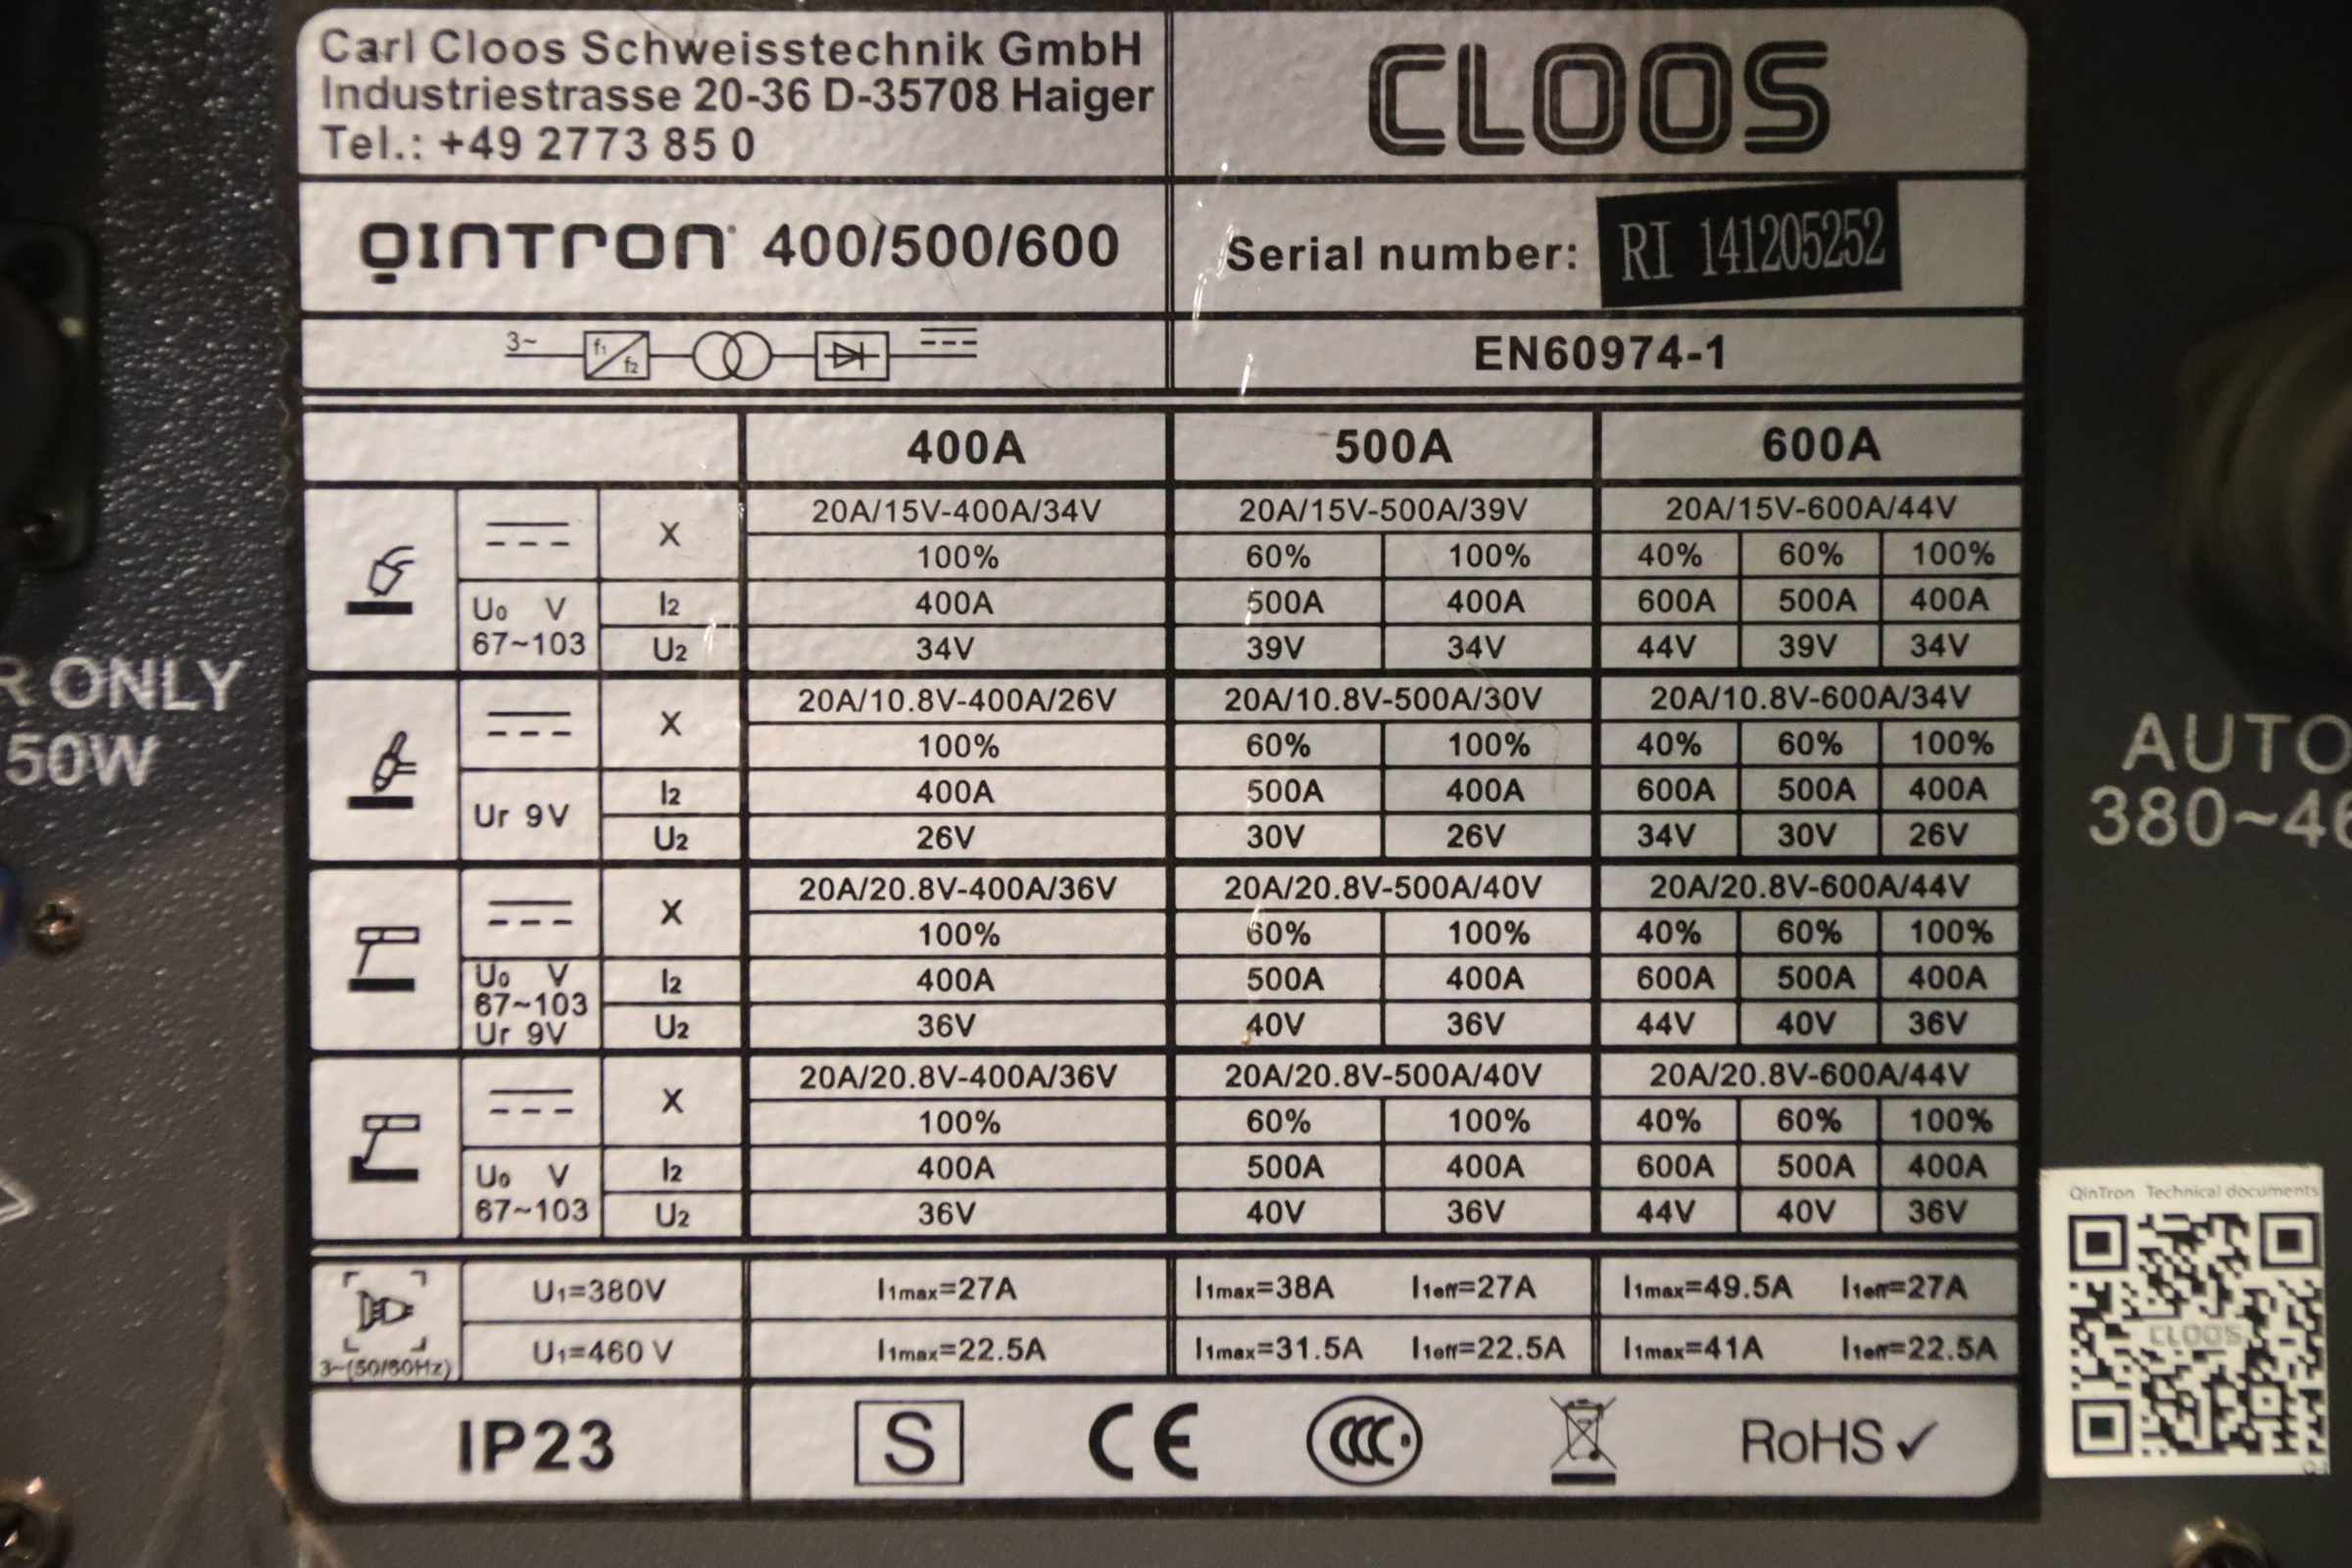 Carl Cloos Schweisstechnik GmbH
Industriestrasse 20-36 D-35708 Haiger
Tel.: +49 2773 85 0
CLOOS
QINTRON 400/500/600
Serial number: RI 141205252
3~ f1 f2
EN60974-1
400A 500A 600A
X 20A/15V-400A/34V 20A/15V-500A/39V 20A/15V-600A/44V
100% 60% 100% 40% 60% 100%
U0 V I2 400A 500A 400A 600A 500A 400A
67~103 U2 34V 39V 34V 44V 39V 34V
X 20A/10.8V-400A/26V 20A/10.8V-500A/30V 20A/10.8V-600A/34V
100% 60% 100% 40% 60% 100%
Ur 9V I2 400A 500A 400A 600A 500A 400A
U2 26V 30V 26V 34V 30V 26V
X 20A/20.8V-400A/36V 20A/20.8V-500A/40V 20A/20.8V-600A/44V
100% 60% 100% 40% 60% 100%
U0 V I2 400A 500A 400A 600A 500A 400A
67~103
Ur 9V U2 36V 40V 36V 44V 40V 36V
X 20A/20.8V-400A/36V 20A/20.8V-500A/40V 20A/20.8V-600A/44V
100% 60% 100% 40% 60% 100%
U0 V I2 400A 500A 400A 600A 500A 400A
67~103 U2 36V 40V 36V 44V 40V 36V
U1=380V I1max=27A I1max=38A I1eff=27A I1max=49.5A I1eff=27A
3~(50/60Hz) U1=460 V I1max=22.5A I1max=31.5A I1eff=22.5A I1max=41A I1eff=22.5A
IP23 S CE CCC RoHS✓
R ONLY
50W
AUTO
380~46
QinTron Technical documents
CLOOS